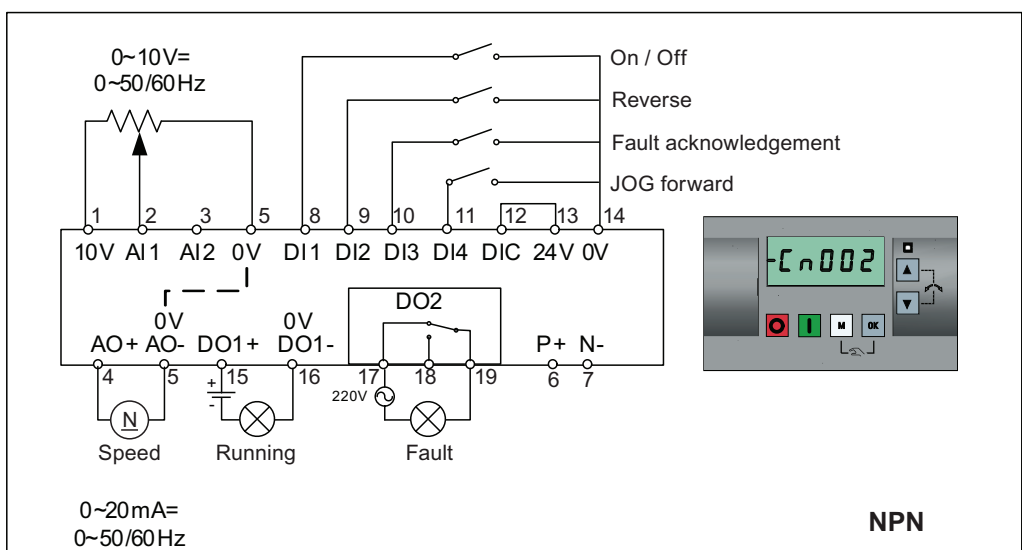 0~10V=
0~50/60Hz
On / Off
Reverse
Fault acknowledgement
JOG forward
1 2 3 5 8 9 10 11 12 13 14
10V AI1 AI2 0V DI1 DI2 DI3 DI4 DIC 24V 0V
-Cn002
M OK
DO2
0V 0V
AO+ AO- DO1+ DO1- P+ N-
4 5 15 16 17 18 19 6 7
+
-
220V
N
Speed Running Fault
0~20mA=
0~50/60Hz
NPN